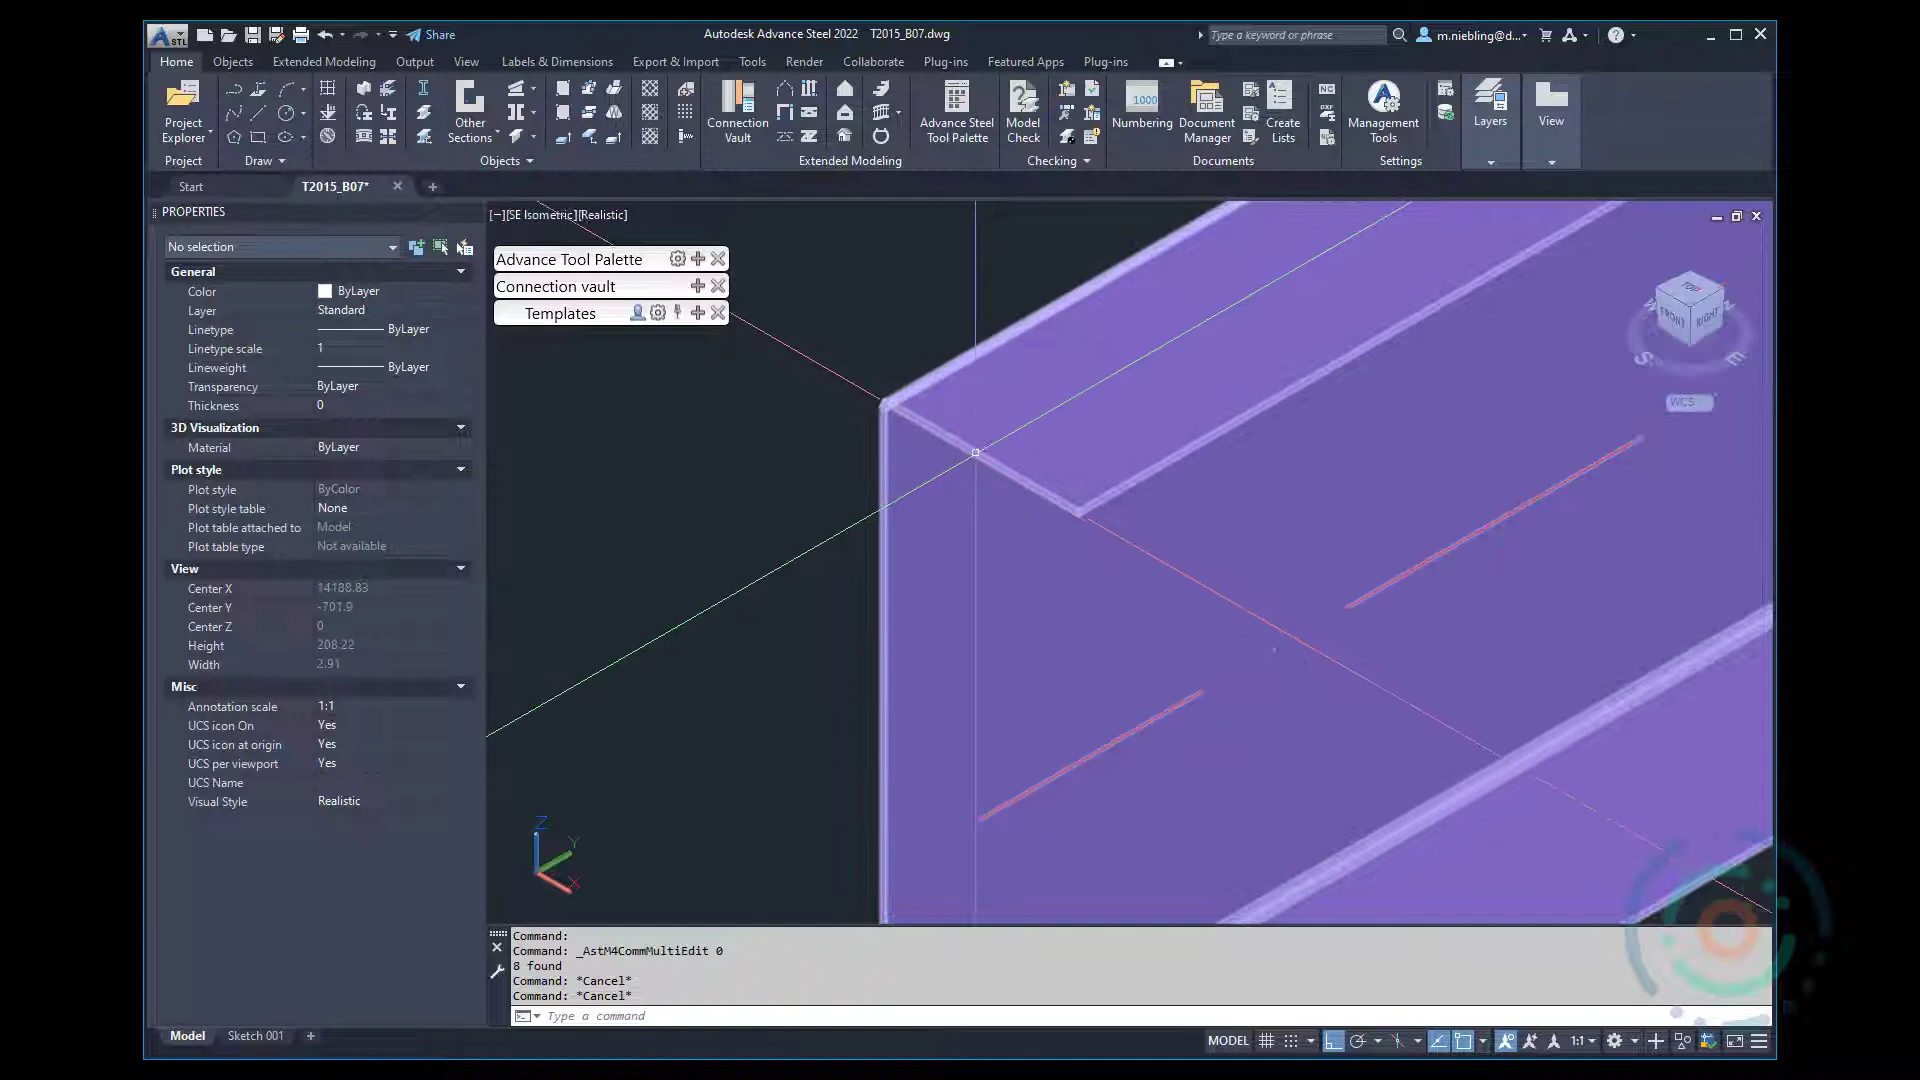 STL
Share
Autodesk Advance Steel 2022 T2015_B07.dwg
Type a keyword or phrase
m.niebling@d...
Home Objects Extended Modeling Output View Labels & Dimensions Export & Import Tools Render Collaborate Plug-ins Featured Apps Plug-ins
Project Explorer
Other Sections
Connection Vault
Advance Steel Tool Palette
Model Check
1000
Numbering
Document Manager
Create Lists
NC
DXF
Management Tools
Layers
View
Project Draw Objects Extended Modeling Checking Documents Settings
Start T2015_B07*
PROPERTIES
No selection
General
Color ByLayer
Layer Standard
Linetype ByLayer
Linetype scale 1
Lineweight ByLayer
Transparency ByLayer
Thickness 0
3D Visualization
Material ByLayer
Plot style
Plot style ByColor
Plot style table None
Plot table attached to Model
Plot table type Not available
View
Center X 14188.83
Center Y -701.9
Center Z 0
Height 208.22
Width 2.91
Misc
Annotation scale 1:1
UCS icon On Yes
UCS icon at origin Yes
UCS per viewport Yes
UCS Name
Visual Style Realistic
[−][SE Isometric][Realistic]
Advance Tool Palette
Connection vault
Templates
TOP
FRONT RIGHT
S E
WCS
Z
Y
X
Command:
Command: _AstM4CommMultiEdit 0
8 found
Command: *Cancel*
Command: *Cancel*
Type a command
Model Sketch 001
MODEL 1:1